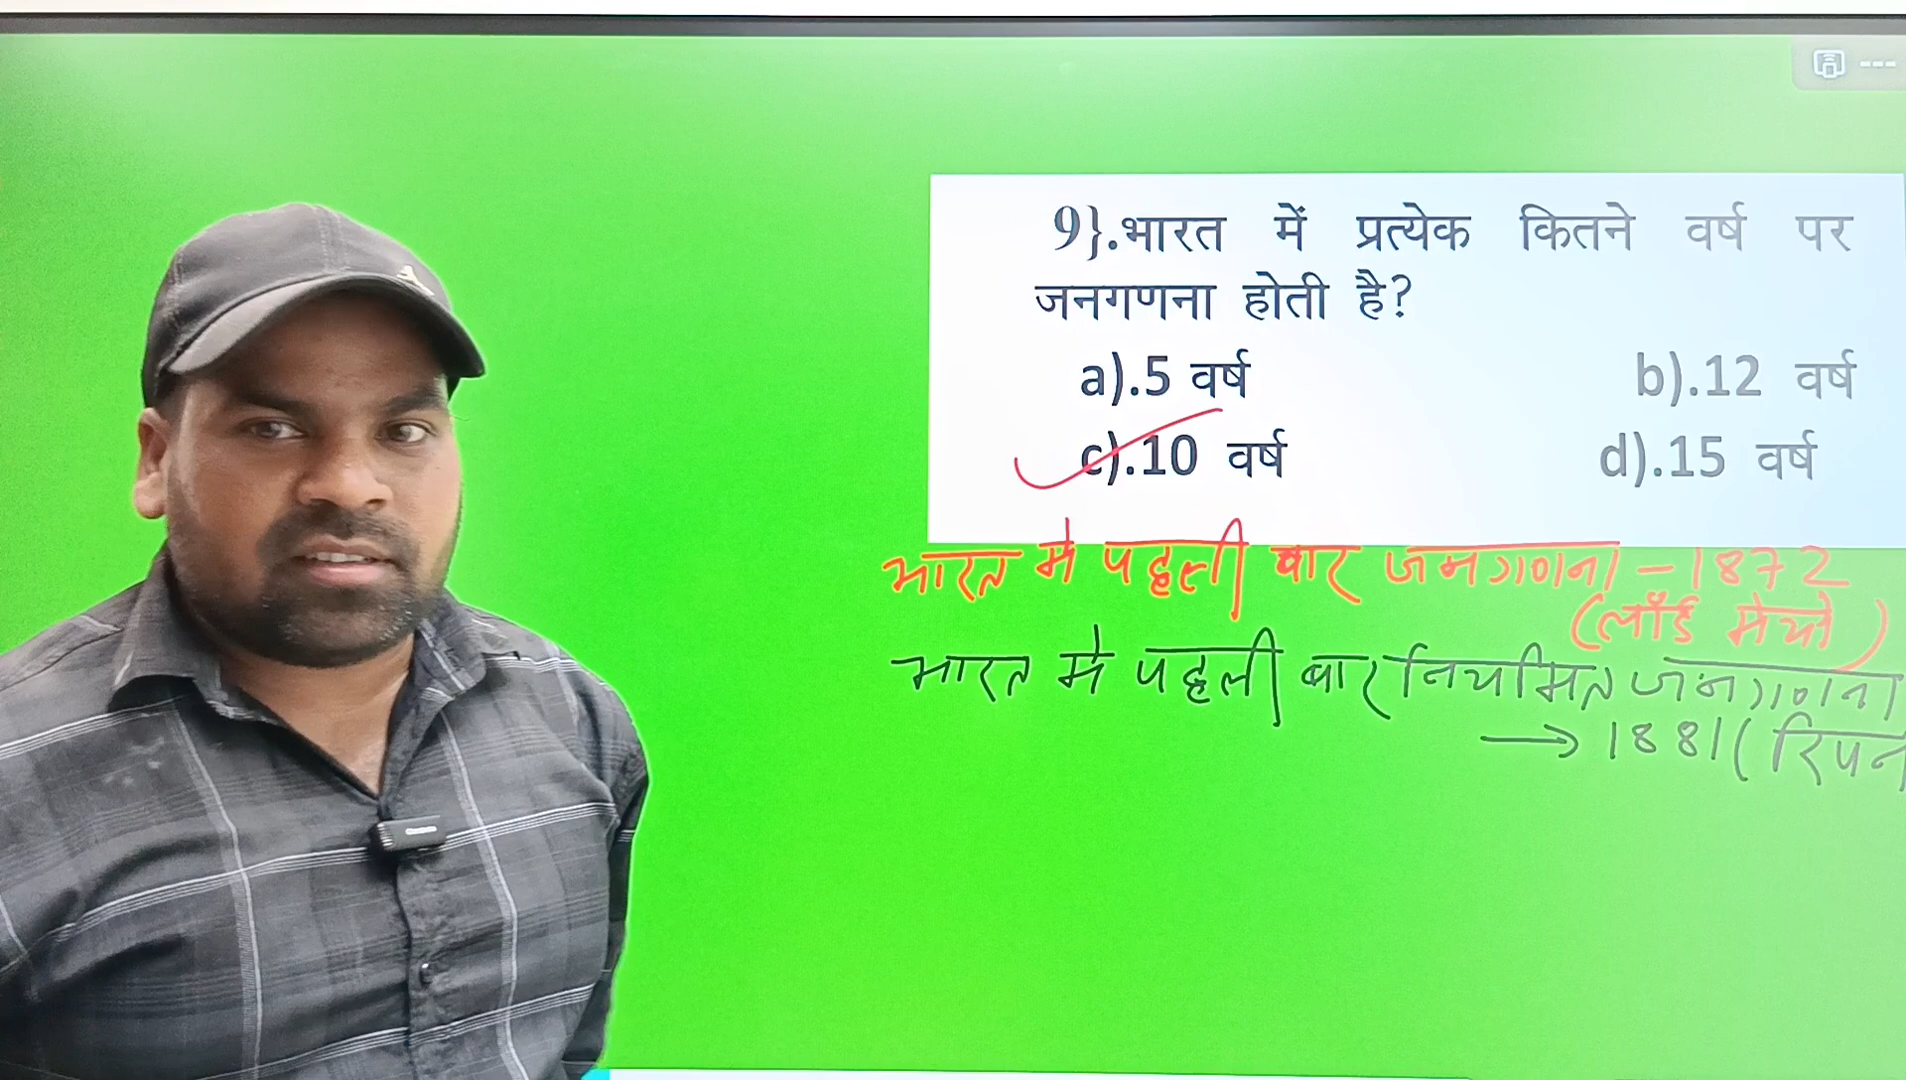 9}.भारत में प्रत्येक कितने वर्ष पर
जनगणना होती है?
a).5 वर्ष b).12 वर्ष
c).10 वर्ष d).15 वर्ष
भारत मे पहली बार जनगणना - 1872
(लॉर्ड मेयो)
भारत मे पहली बार नियमित जनगणना
→ 1881 (रिपन